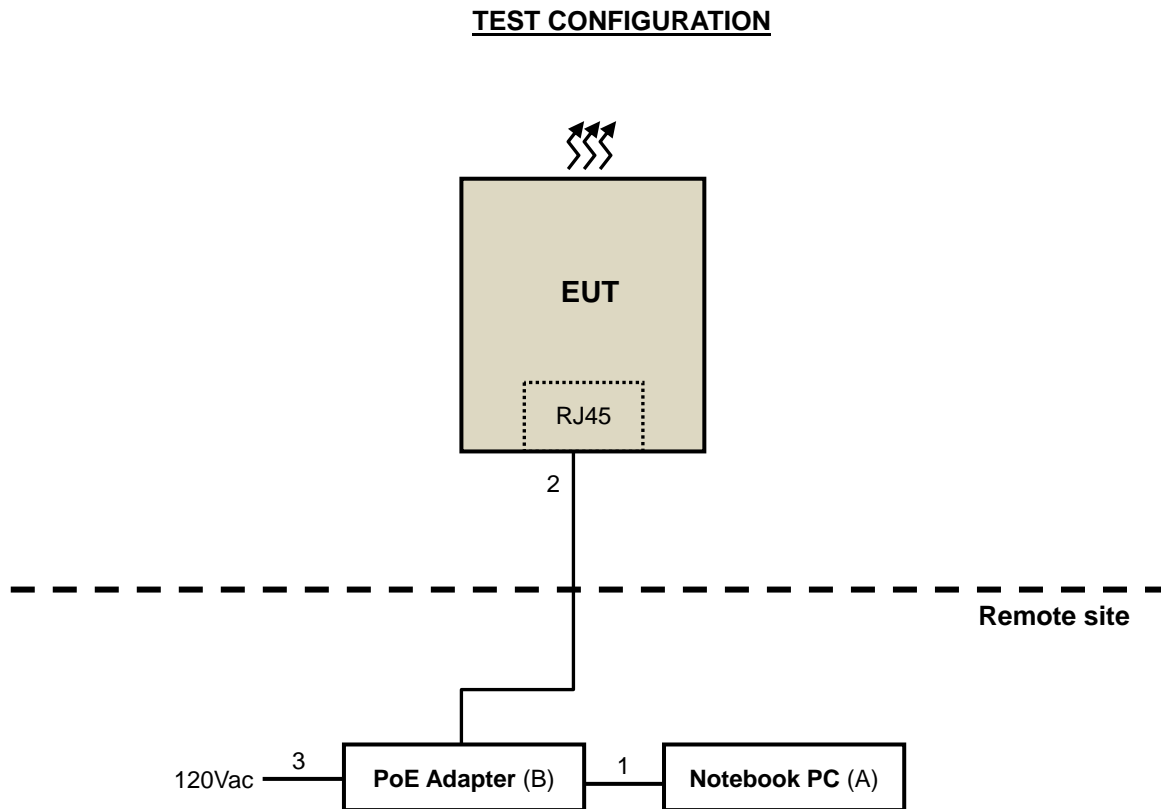 TEST CONFIGURATION
EUT
RJ45
2
Remote site
3
120Vac
PoE Adapter (B)
1
Notebook PC (A)